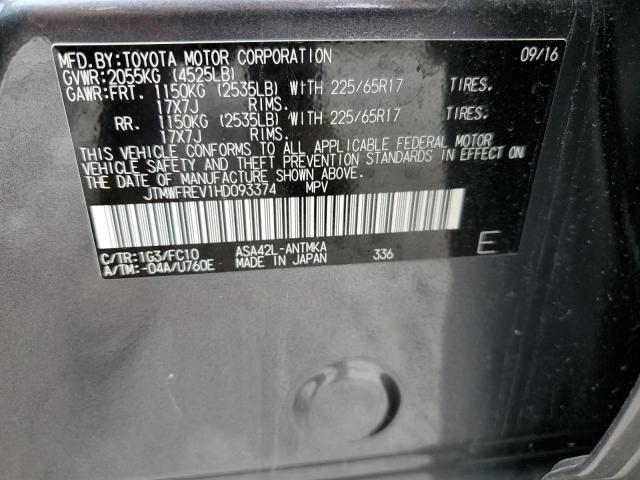 MFD.BY:TOYOTA MOTOR CORPORATION 09/16
GVWR:2055KG (4525LB)
GAWR:FRT. 1150KG (2535LB) WITH 225/65R17 TIRES.
17X7J RIMS.
RR. 1150KG (2535LB) WITH 225/65R17 TIRES.
17X7J RIMS.
THIS VEHICLE CONFORMS TO ALL APPLICABLE FEDERAL MOTOR
VEHICLE SAFETY AND THEFT PREVENTION STANDARDS IN EFFECT ON
THE DATE OF MANUFACTURE SHOWN ABOVE.
JTMWFREV1HD093374 MPV
C/TR:1G3/FC10 ASA42L-ANTMKA E
A/TM:-04A/U760E MADE IN JAPAN 336